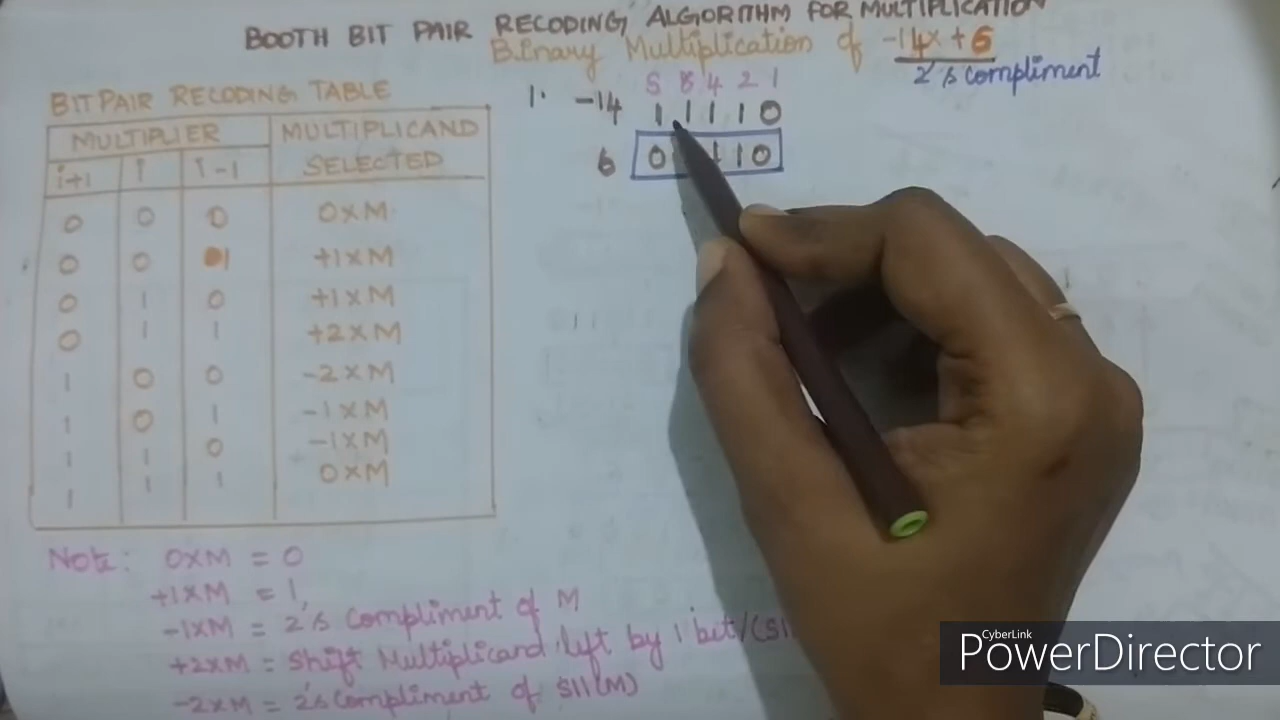 BOOTH BIT PAIR RECODING ALGORITHM FOR MULTIPLICATION
Binary Multiplication of -14x +6
2's compliment
BIT PAIR RECODING TABLE
MULTIPLIER MULTIPLICAND SELECTED
i+1 i i-1
0 0 0 0xM
0 0 1 +1xM
0 1 0 +1xM
0 1 1 +2xM
1 0 0 -2xM
1 0 1 -1xM
1 1 0 -1xM
1 1 1 0xM
Note: 0xM = 0
+1xM = 1,
-1xM = 2's Compliment of M
+2xM = Shift Multiplicand left by 1 bit/(Sll
-2xM = 2's Compliment of Sll(M)
S 8 4 2 1
1. -14 1 1 1 1 0
6 0 1 1 0
CyberLink
PowerDirector